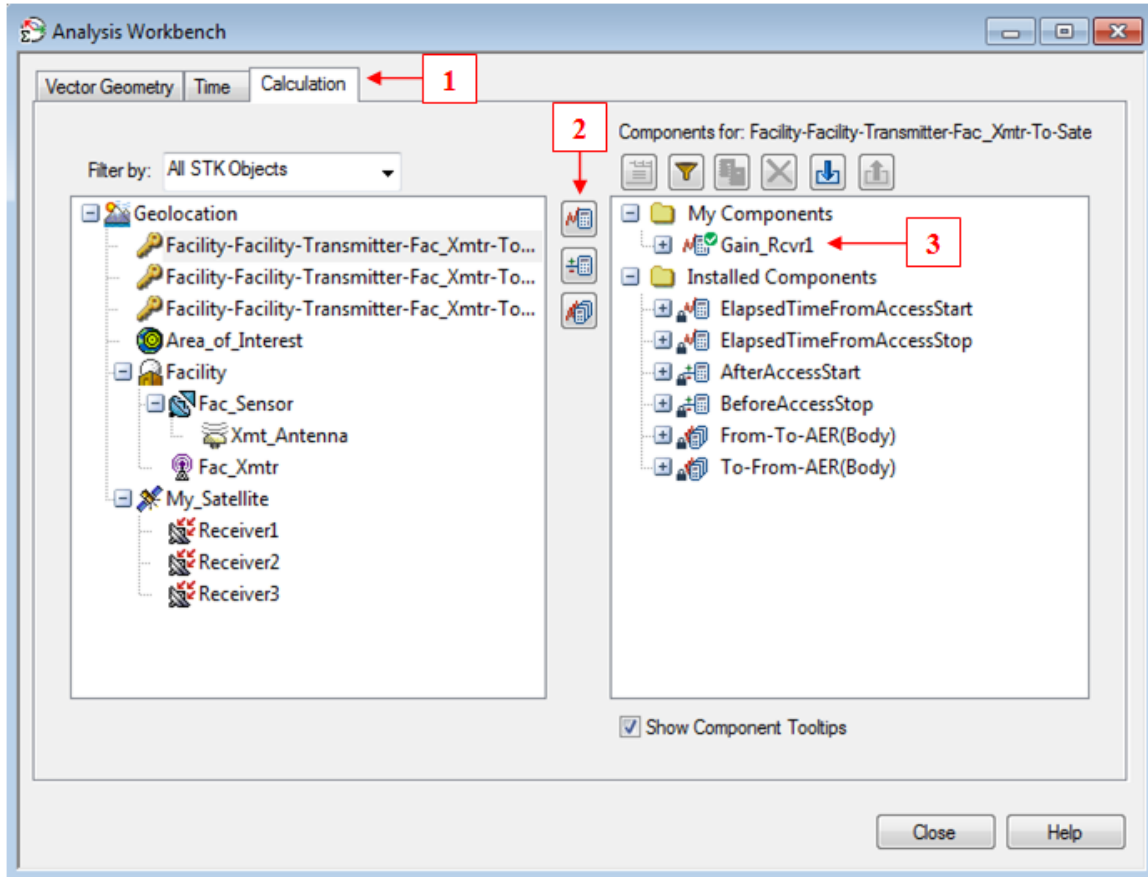 Analysis Workbench
Vector Geometry Time Calculation 1
2
Components for: Facility-Facility-Transmitter-Fac_Xmtr-To-Sate
Filter by: All STK Objects
Geolocation
Facility-Facility-Transmitter-Fac_Xmtr-To...
Facility-Facility-Transmitter-Fac_Xmtr-To...
Facility-Facility-Transmitter-Fac_Xmtr-To...
Area_of_Interest
Facility
Fac_Sensor
Xmt_Antenna
Fac_Xmtr
My_Satellite
Receiver1
Receiver2
Receiver3
My Components
Gain_Rcvr1 3
Installed Components
ElapsedTimeFromAccessStart
ElapsedTimeFromAccessStop
AfterAccessStart
BeforeAccessStop
From-To-AER(Body)
To-From-AER(Body)
Show Component Tooltips
Close Help